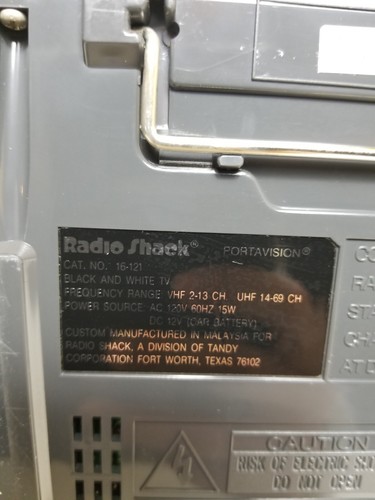 Radio Shack® PORTAVISION®
CAT. NO. 16-121
BLACK AND WHITE TV
FREQUENCY RANGE: VHF 2-13 CH UHF 14-69 CH
POWER SOURCE: AC 120V 60HZ 15W
DC 12V (CAR BATTERY)
CUSTOM MANUFACTURED IN MALAYSIA FOR
RADIO SHACK, A DIVISION OF TANDY
CORPORATION FORT WORTH, TEXAS 76102
CAUTION
RISK OF ELECTRIC SH
DO NOT OPEN